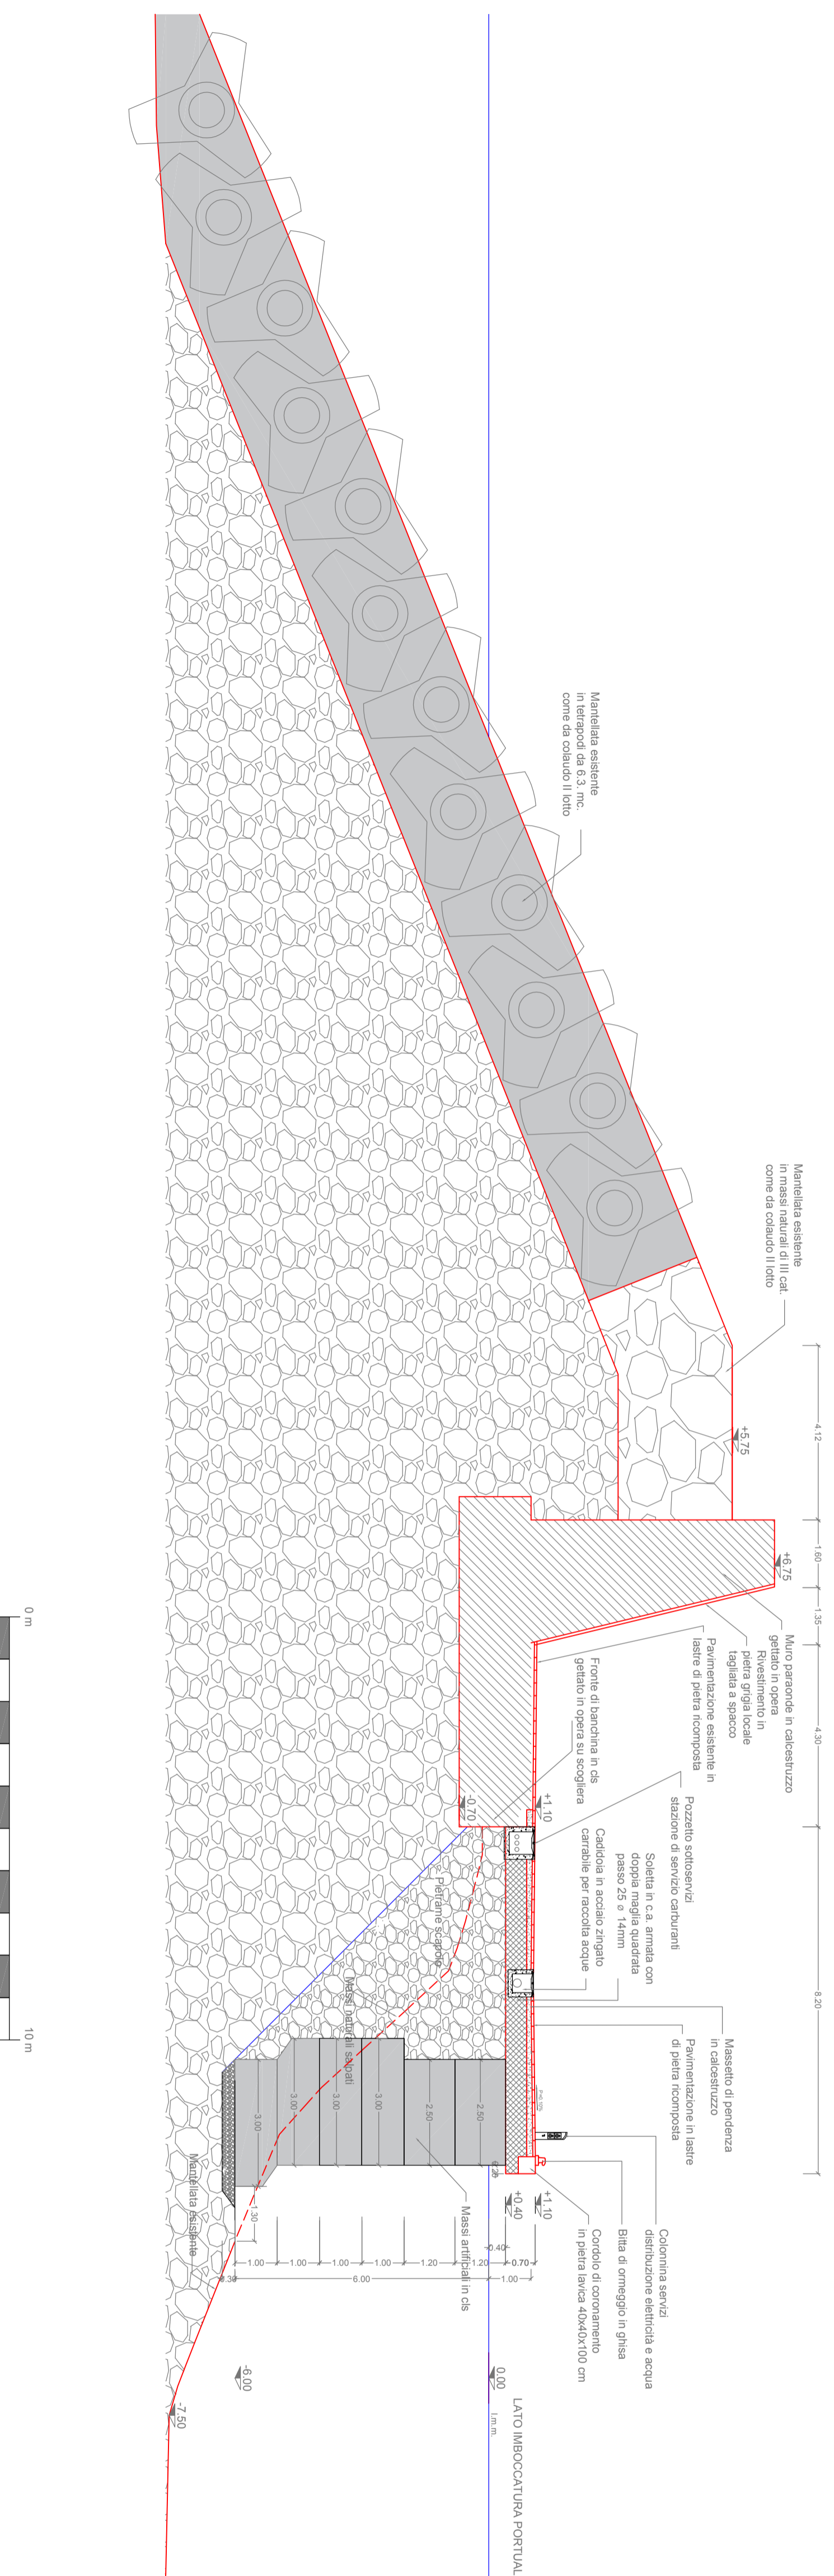 Mantellata esistente
in tetrapodi da 6.3. mc.
come da colaudo II lotto
Mantellata esistente
in massi naturali di III cat.
come da colaudo II lotto
4.12
1.60
1.35
4.30
8.20
+5.75
+6.75
Muro paraonde in calcestruzzo
gettato in opera
Rivestimento in
pietra grigia locale
tagliata a spacco
Pavimentazione esistente in
lastre di pietra ricomposta
Fronte di banchina in cls
gettato in opera su scogliera
+1.10
-0.70
Pozzetto sottoservizi
stazione di servizio carburanti
Soletta in c.a. armata con
doppia maglia quadrata
passo 25 ø 14mm
Cadidoia in acciaio zingato
carrabile per raccolta acque
Massetto di pendenza
in calcestruzzo
Pavimentazione in lastre
di pietra ricomposta
Colonnina servizi
distribuzione elettricità e acqua
Bitta di ormeggio in ghisa
Cordolo di coronamento
in pietra lavica 40x40x100 cm
Pietrame scapolo
Massi naturali salpati
Massi artificiali in cls
Mantellata esistente
3.00
3.00
3.00
3.00
2.50
2.50
1.30
+1.10
+0.40
0.40
0.70
1.00
1.20
1.20
1.00
1.00
1.00
1.00
6.00
0.00
l.m.m.
-6.00
-7.50
LATO IMBOCCATURA PORTUAL
0 m
10 m